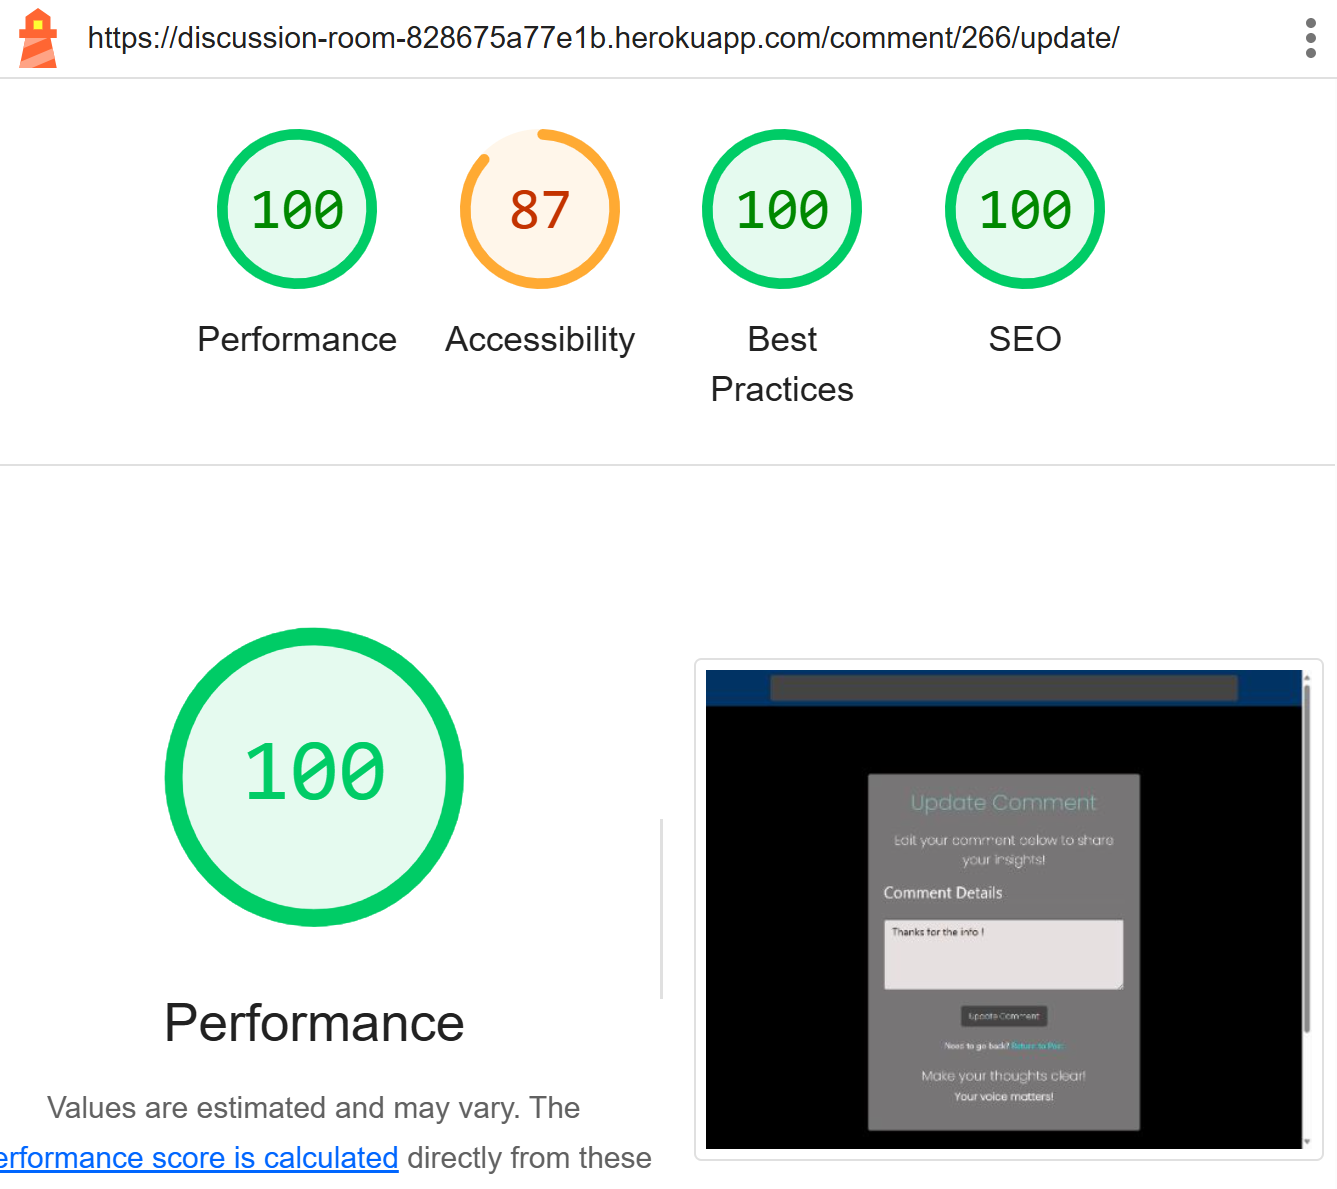 https://discussion-room-828675a77e1b.herokuapp.com/comment/266/update/
100
87
100
100
Performance
Accessibility
Best
Practices
SEO
100
Performance
Values are estimated and may vary. The
erformance score is calculated directly from these
Update Comment
Edit your comment below to share
your insights!
Comment Details
Thanks for the info !
Update Comment
Need to go back? Return to Post
Make your thoughts clear!
Your voice matters!